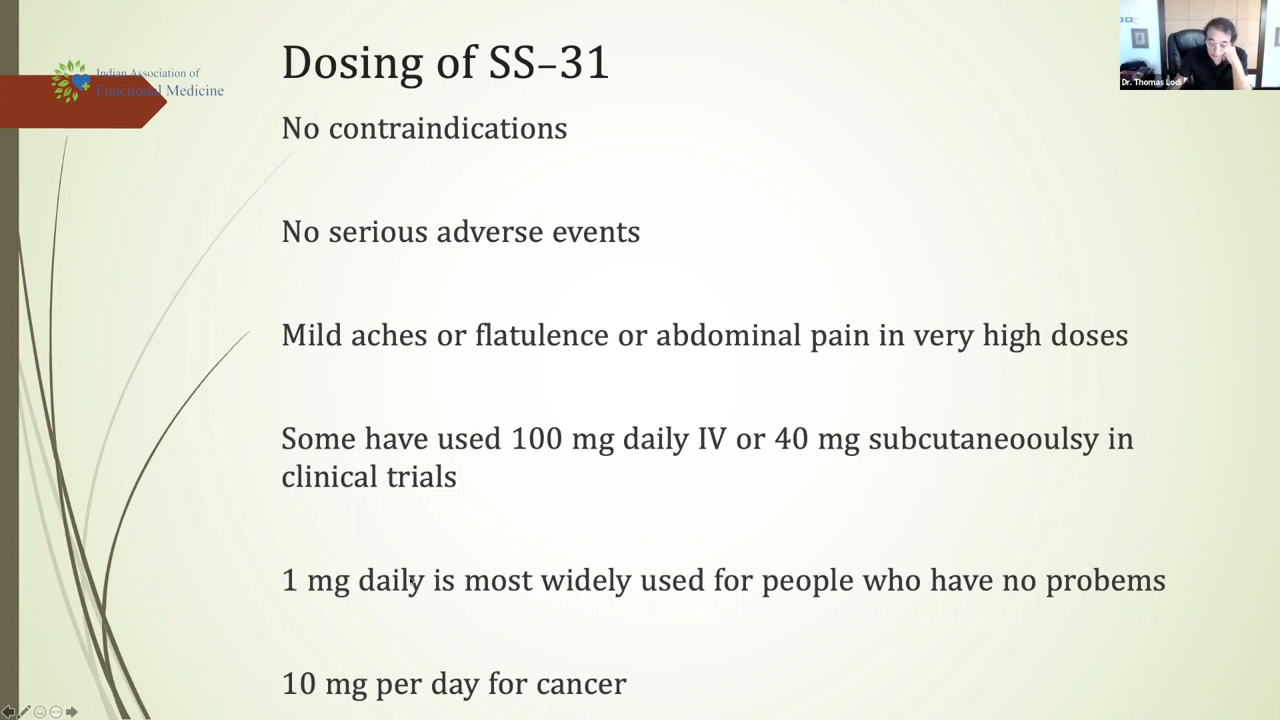 Dosing of SS–31
Indian Association of
Functional Medicine
Dr. Thomas Lodi
No contraindications
No serious adverse events
Mild aches or flatulence or abdominal pain in very high doses
Some have used 100 mg daily IV or 40 mg subcutaneooulsy in
clinical trials
1 mg daily is most widely used for people who have no probems
10 mg per day for cancer